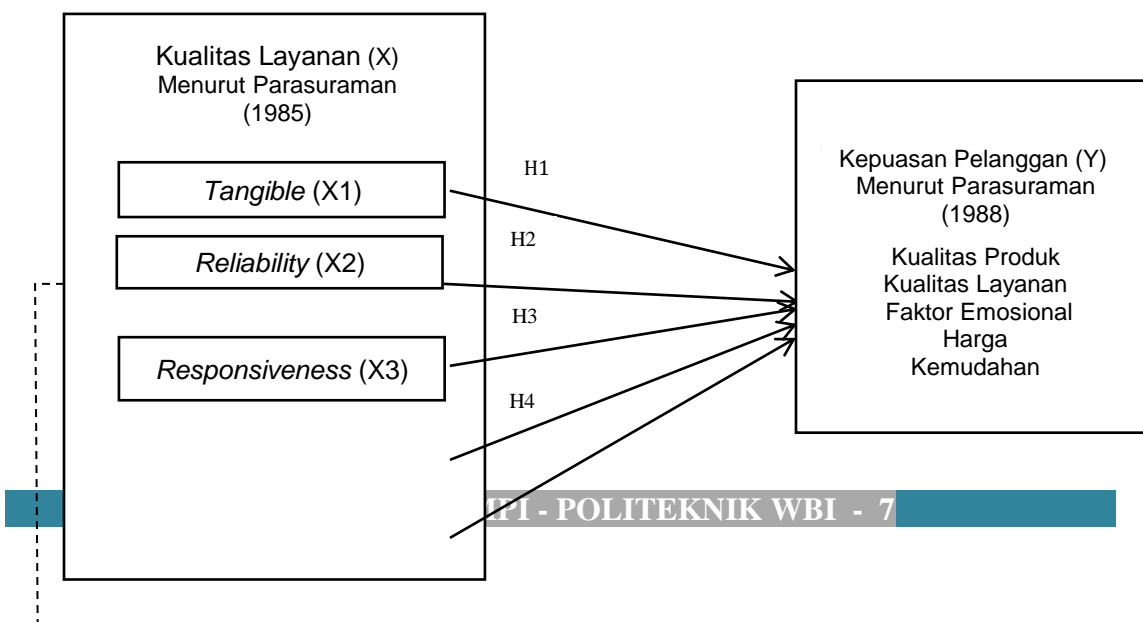 Kualitas Layanan (X)
Menurut Parasuraman
(1985)
Tangible (X1)
Reliability (X2)
Responsiveness (X3)
H1
H2
H3
H4
Kepuasan Pelanggan (Y)
Menurut Parasuraman
(1988)
Kualitas Produk
Kualitas Layanan
Faktor Emosional
Harga
Kemudahan
- POLITEKNIK WBI - 7